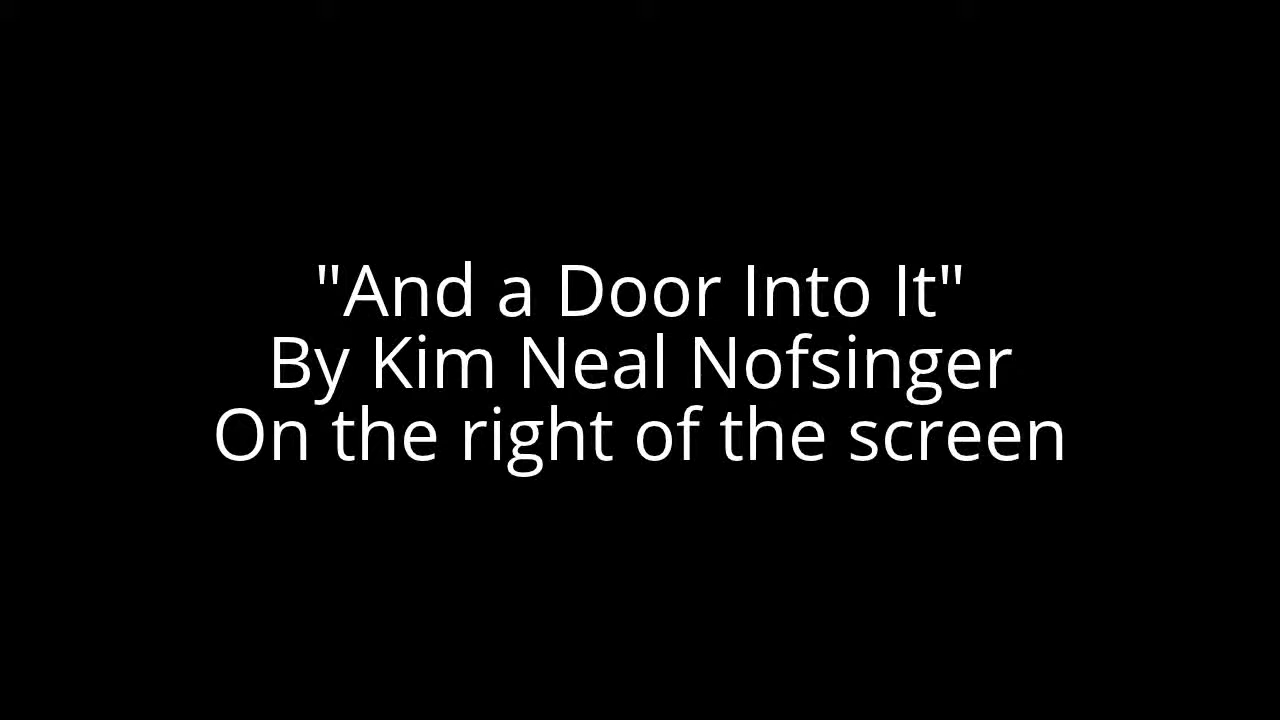 "And a Door Into It"
By Kim Neal Nofsinger
On the right of the screen